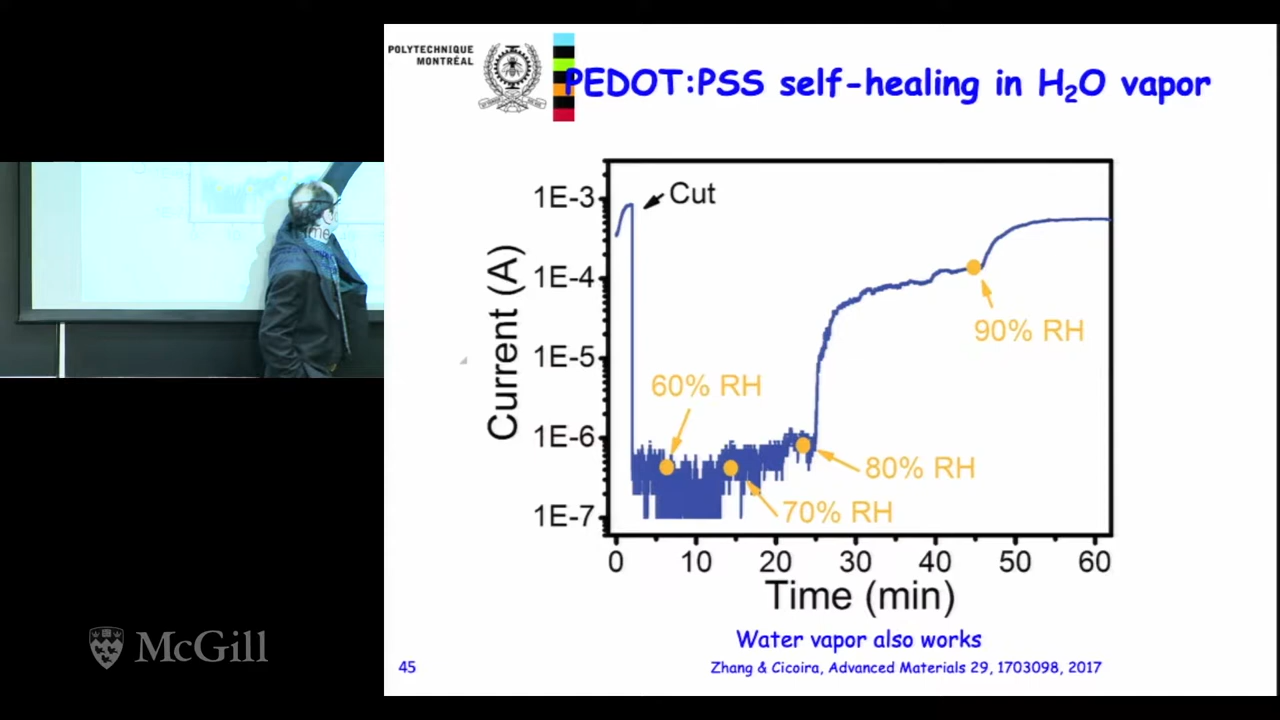 POLYTECHNIQUE
MONTRÉAL
PEDOT:PSS self-healing in H₂O vapor
Cut
1E-3
1E-4
1E-5
1E-6
1E-7
Current (A)
60% RH
70% RH
80% RH
90% RH
0 10 20 30 40 50 60
Time (min)
Water vapor also works
45
Zhang & Cicoira, Advanced Materials 29, 1703098, 2017
McGill